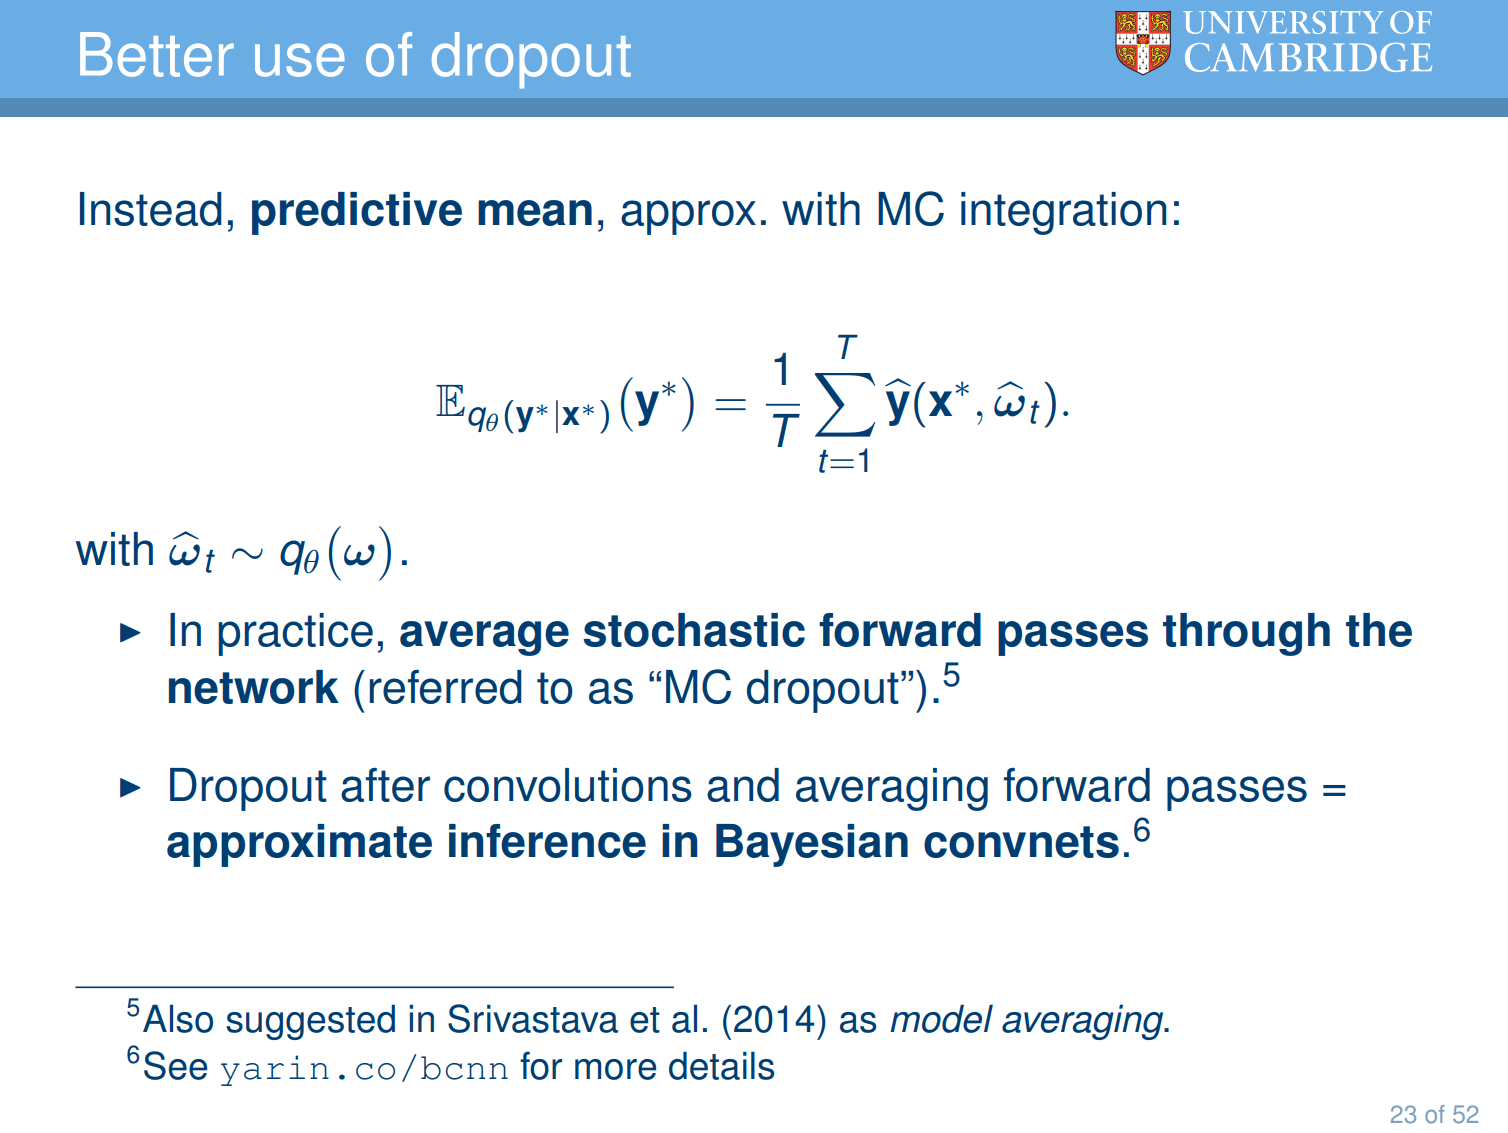 Better use of dropout
UNIVERSITY OF
CAMBRIDGE
Instead, predictive mean, approx. with MC integration:
𝔼_{q_θ(y*|x*)}(y*) = \frac{1}{T} \sum_{t=1}^{T} ŷ(x*, ω̂_t).
with ω̂_t ∼ q_θ(ω).
▶ In practice, average stochastic forward passes through the
network (referred to as “MC dropout”).⁵
▶ Dropout after convolutions and averaging forward passes =
approximate inference in Bayesian convnets.⁶
⁵Also suggested in Srivastava et al. (2014) as model averaging.
⁶See yarin.co/bcnn for more details
23 of 52